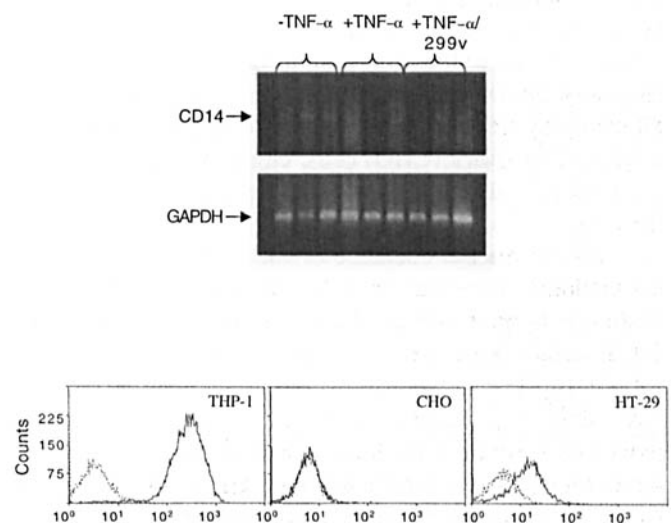 -TNF-α +TNF-α +TNF-α/
299v
CD14
GAPDH
THP-1
CHO
HT-29
Counts
225
150
75
10⁰ 10¹ 10² 10³ 10⁰ 10¹ 10² 10³ 10⁰ 10¹ 10² 10³